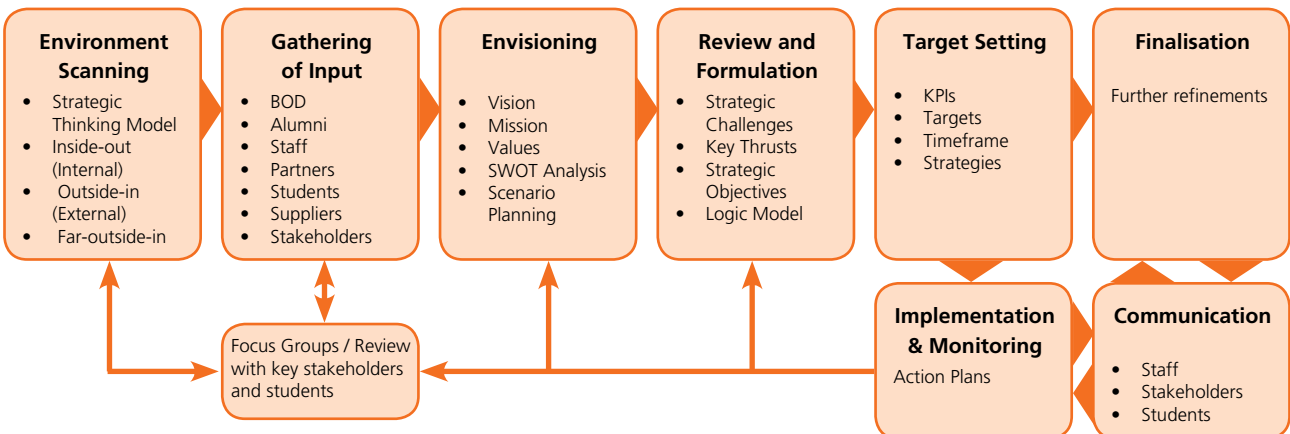 Environment
Scanning
• Strategic
Thinking Model
• Inside-out
(Internal)
• Outside-in
(External)
• Far-outside-in
Gathering
of Input
• BOD
• Alumni
• Staff
• Partners
• Students
• Suppliers
• Stakeholders
Envisioning
• Vision
• Mission
• Values
• SWOT Analysis
• Scenario
Planning
Review and
Formulation
• Strategic
Challenges
• Key Thrusts
• Strategic
Objectives
• Logic Model
Target Setting
• KPIs
• Targets
• Timeframe
• Strategies
Finalisation
Further refinements
Focus Groups / Review
with key stakeholders
and students
Implementation
& Monitoring
Action Plans
Communication
• Staff
• Stakeholders
• Students